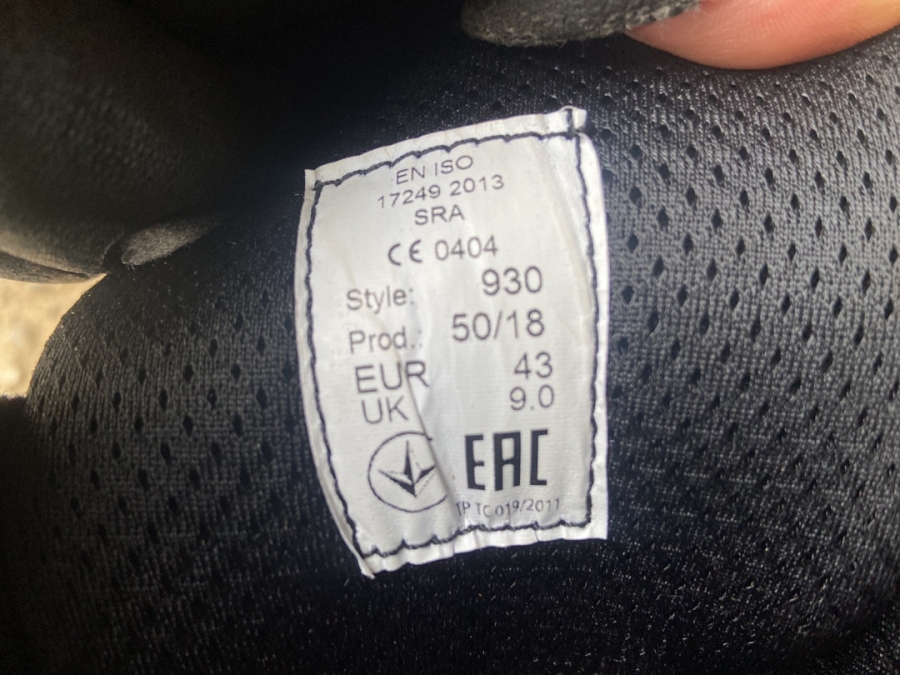 EN ISO
17249 2013
SRA
CE 0404
Style: 930
Prod.: 50/18
EUR 43
UK 9.0
EAC
TP TC 019/2011